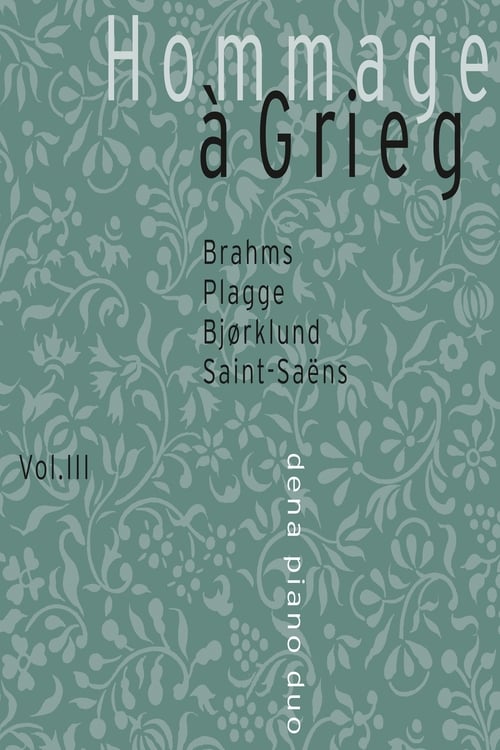 Hommage
à Grieg
Brahms
Plagge
Bjørklund
Saint-Saëns
Vol.III
dena piano duo